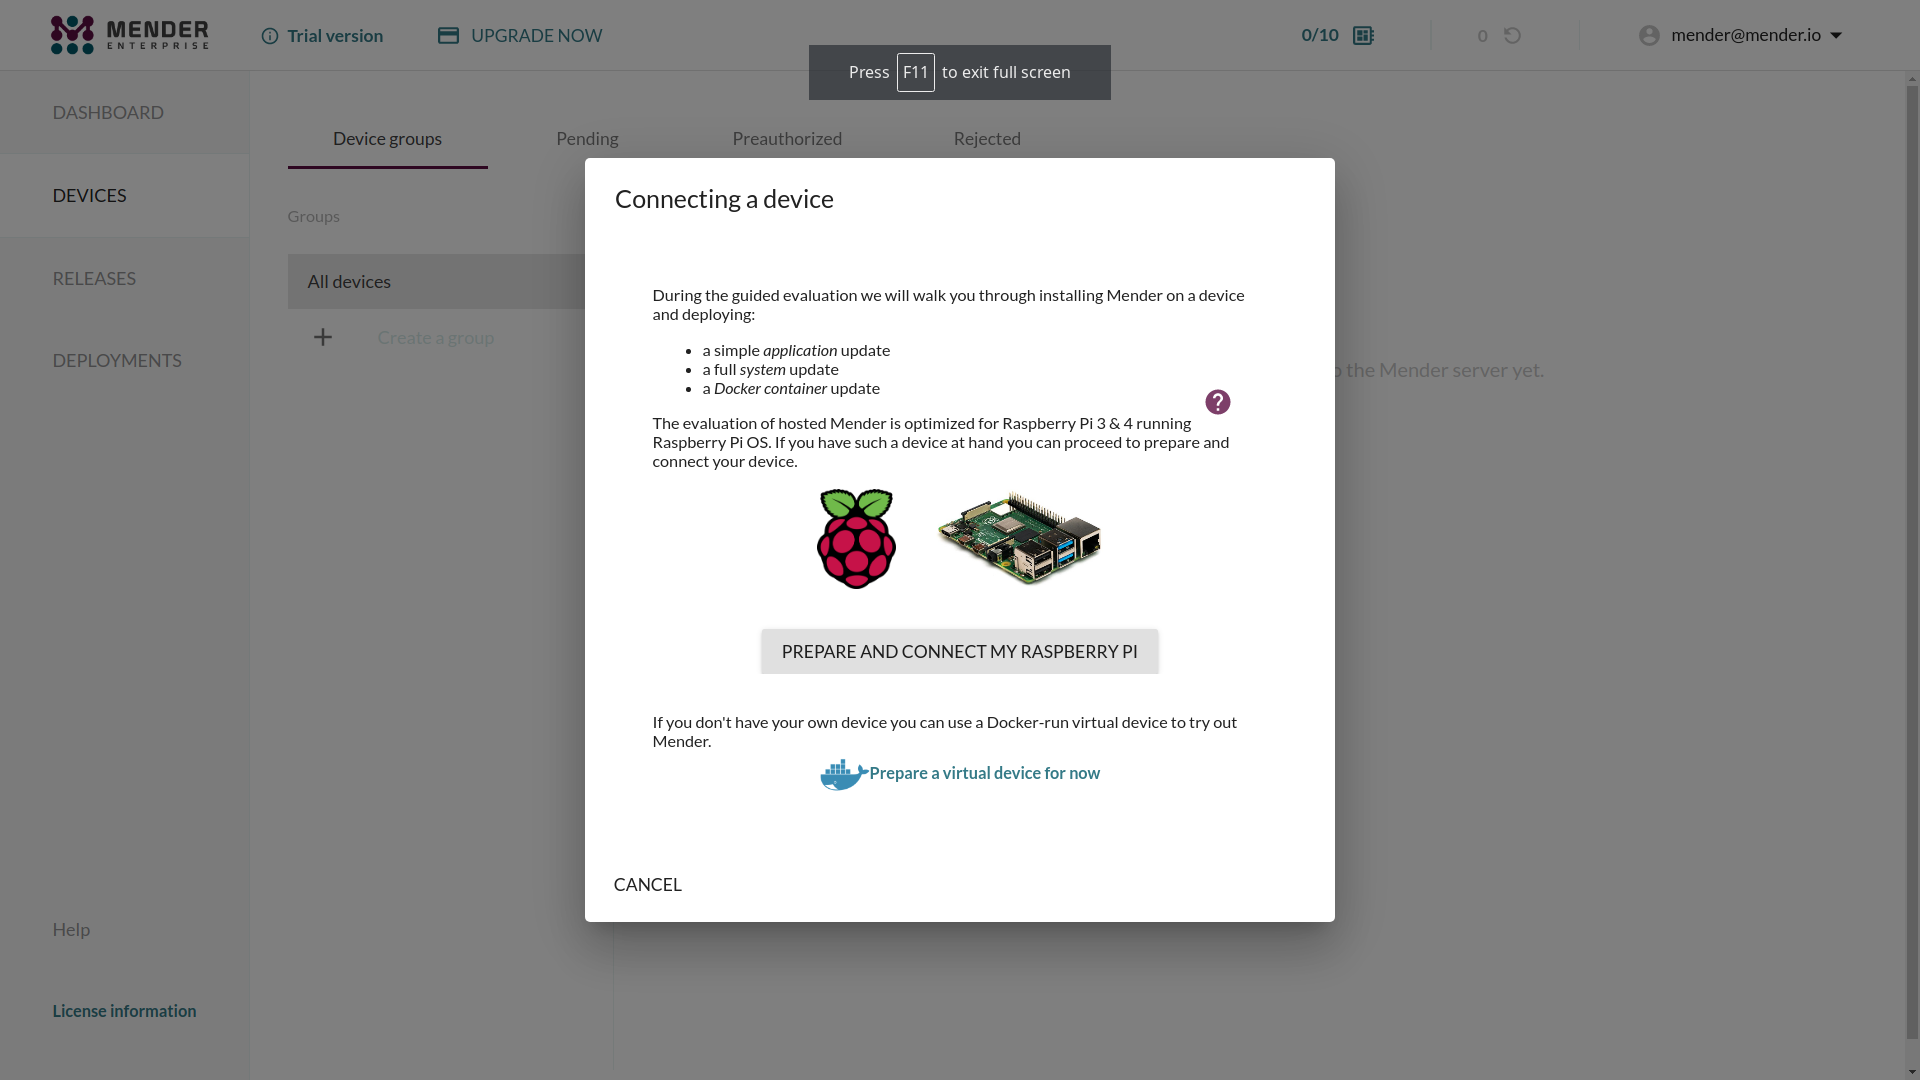 MENDER
ENTERPRISE
Trial version
UPGRADE NOW
0/10
0
mender@mender.io
Press F11 to exit full screen
DASHBOARD
DEVICES
RELEASES
DEPLOYMENTS
Help
License information
Device groups
Pending
Preauthorized
Rejected
Groups
All devices
Create a group
the Mender server yet.
Connecting a device
During the guided evaluation we will walk you through installing Mender on a device
and deploying:
• a simple application update
• a full system update
• a Docker container update
?
The evaluation of hosted Mender is optimized for Raspberry Pi 3 & 4 running
Raspberry Pi OS. If you have such a device at hand you can proceed to prepare and
connect your device.
PREPARE AND CONNECT MY RASPBERRY PI
If you don't have your own device you can use a Docker-run virtual device to try out
Mender.
Prepare a virtual device for now
CANCEL